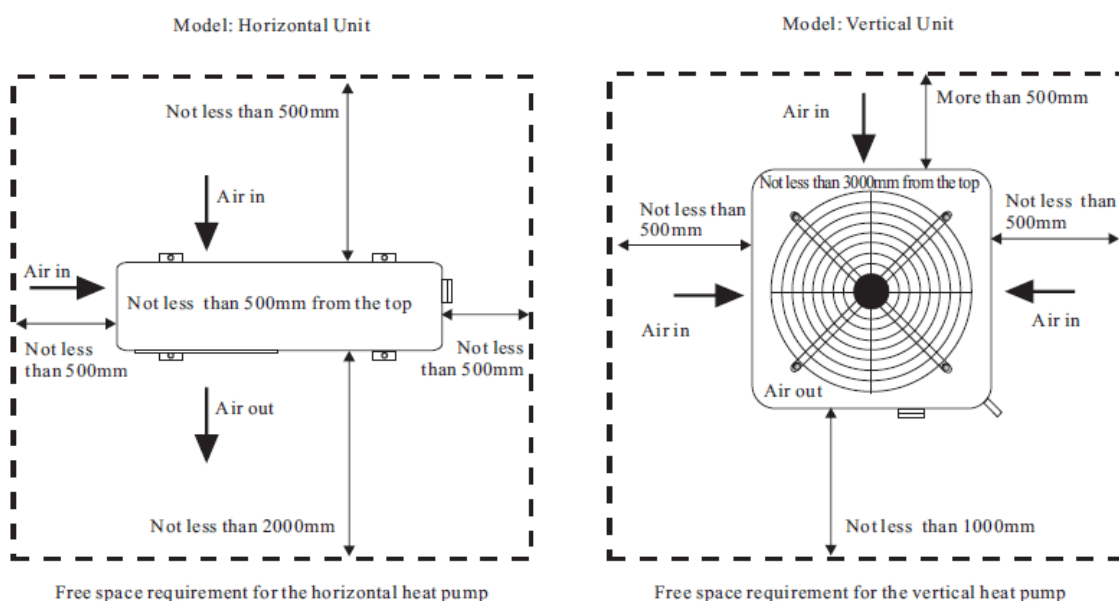 Model: Horizontal Unit
Not less than 500mm
Air in
Air in
Not less than 500mm from the top
Not less
than 500mm
Not less
than 500mm
Air out
Not less than 2000mm
Free space requirement for the horizontal heat pump
Model: Vertical Unit
More than 500mm
Air in
Not less than 3000mm from the top
Not less than
500mm
Not less than
500mm
Air in
Air in
Air out
Not less than 1000mm
Free space requirement for the vertical heat pump